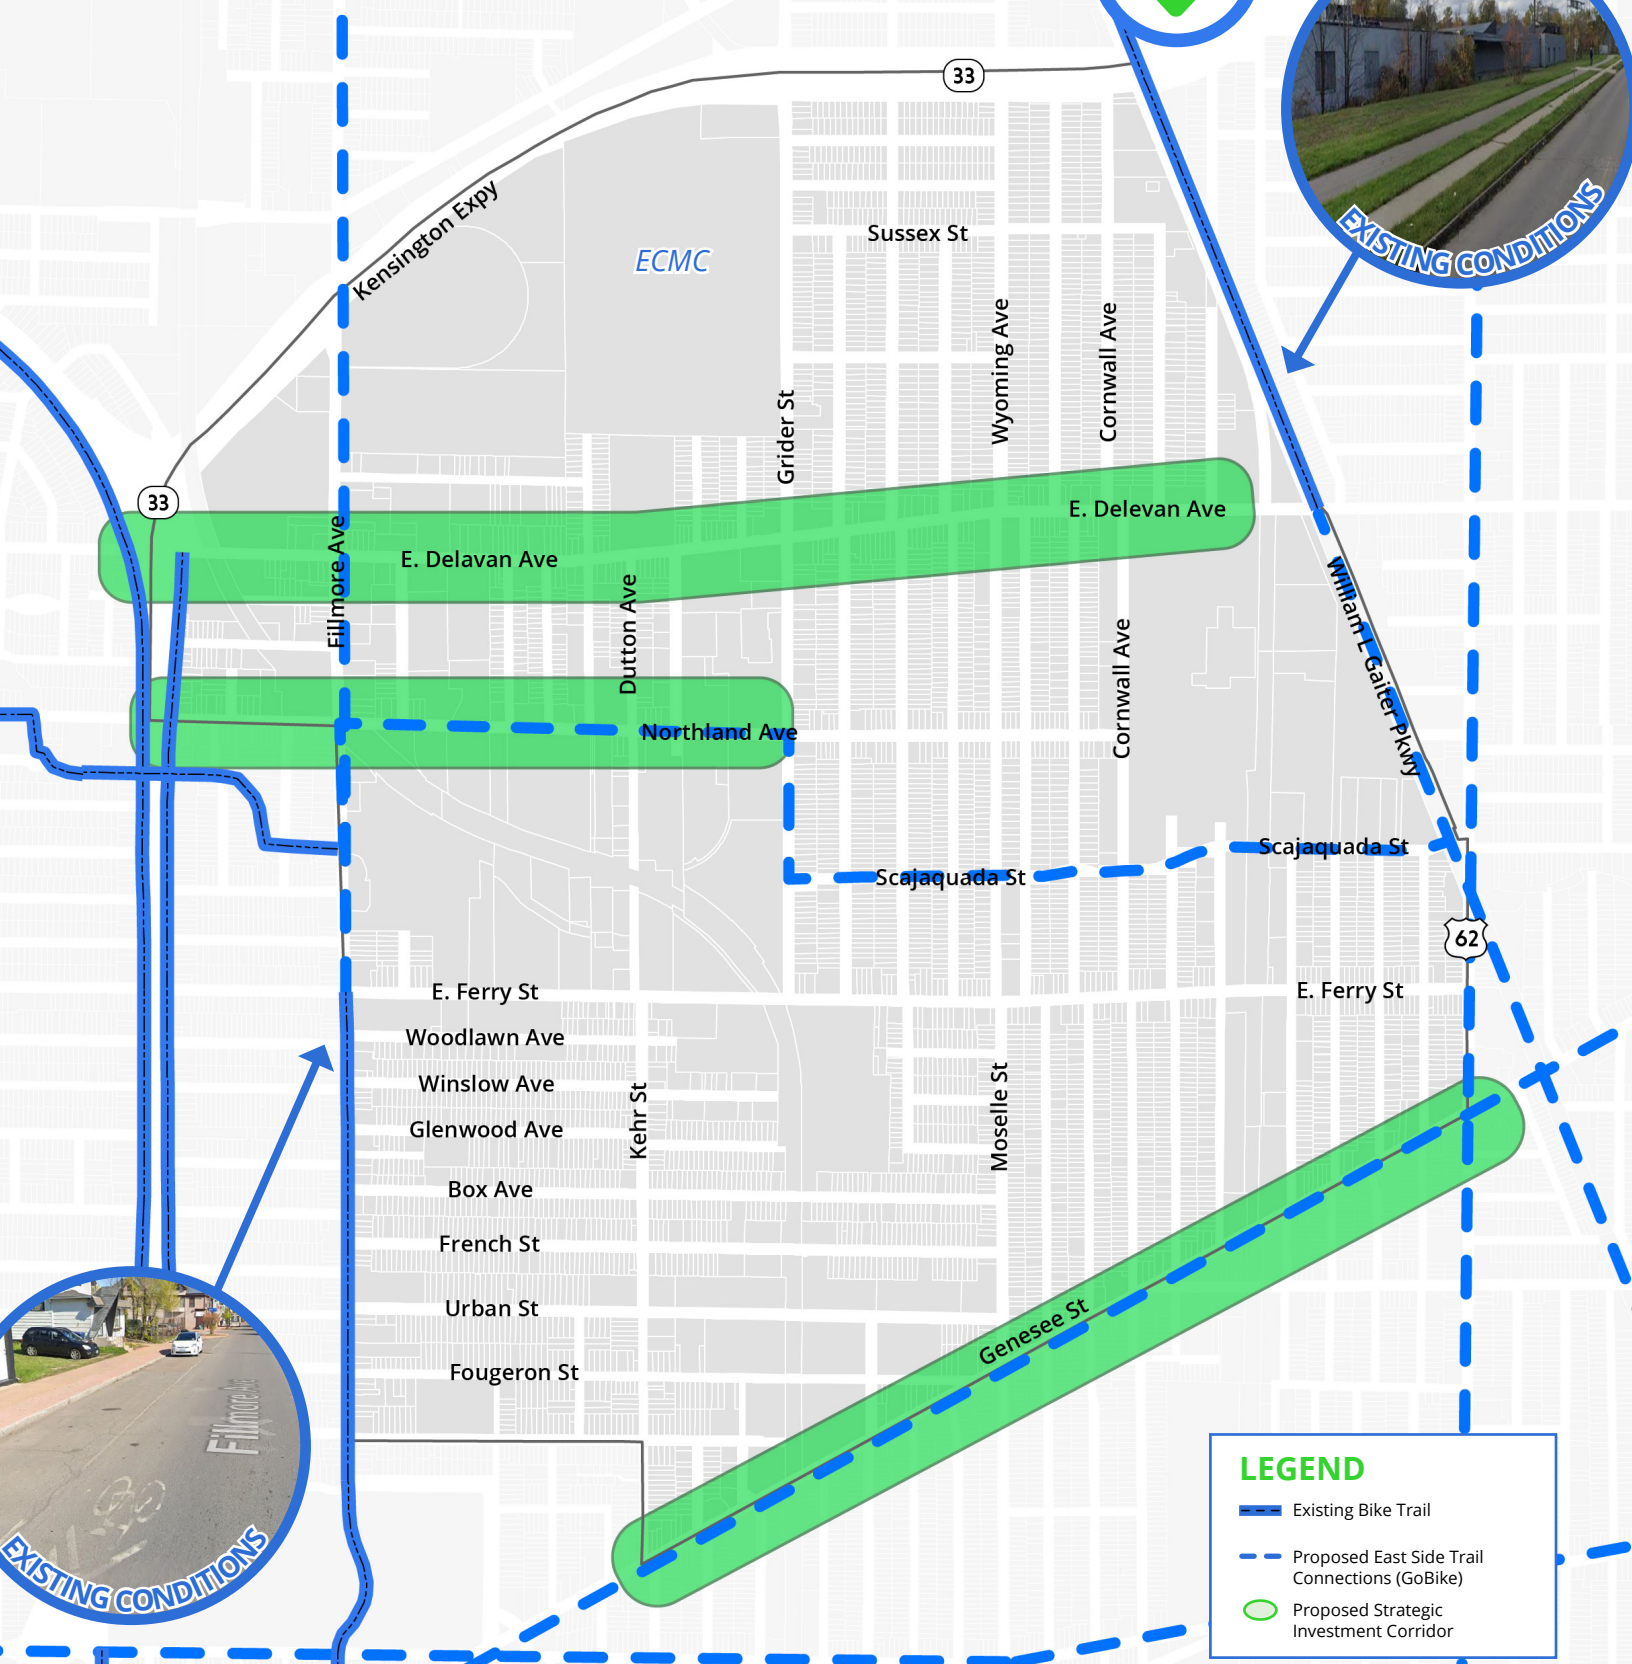 33
EXISTING CONDITIONS
Kensington Expy
Sussex St
ECMC
Wyoming Ave
Cornwall Ave
Grider St
33
E. Delevan Ave
E. Delavan Ave
Fillmore Ave
Dutton Ave
William L Gaiter Pkwy
Cornwall Ave
Northland Ave
Scajaquada St
Scajaquada St
62
E. Ferry St
E. Ferry St
Woodlawn Ave
Winslow Ave
Kehr St
Moselle St
Glenwood Ave
Box Ave
French St
Urban St
Genesee St
Fougeron St
Fillmore Ave
EXISTING CONDITIONS
LEGEND
Existing Bike Trail
Proposed East Side Trail
Connections (GoBike)
Proposed Strategic
Investment Corridor